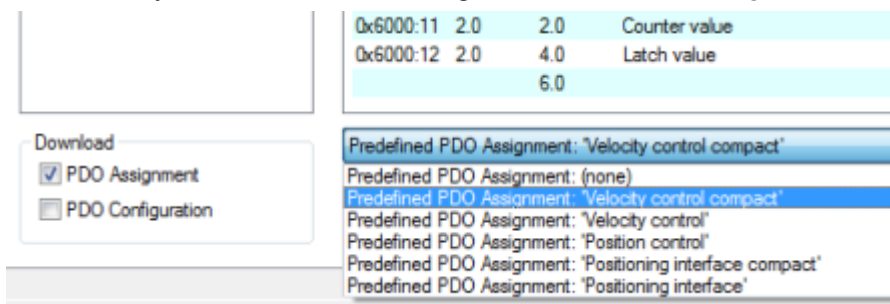 0x6000:11 2.0 2.0 Counter value
0x6000:12 2.0 4.0 Latch value
6.0
Download
PDO Assignment
PDO Configuration
Predefined PDO Assignment: 'Velocity control compact'
Predefined PDO Assignment: (none)
Predefined PDO Assignment: 'Velocity control compact'
Predefined PDO Assignment: 'Velocity control'
Predefined PDO Assignment: 'Position control'
Predefined PDO Assignment: 'Positioning interface compact'
Predefined PDO Assignment: 'Positioning interface'